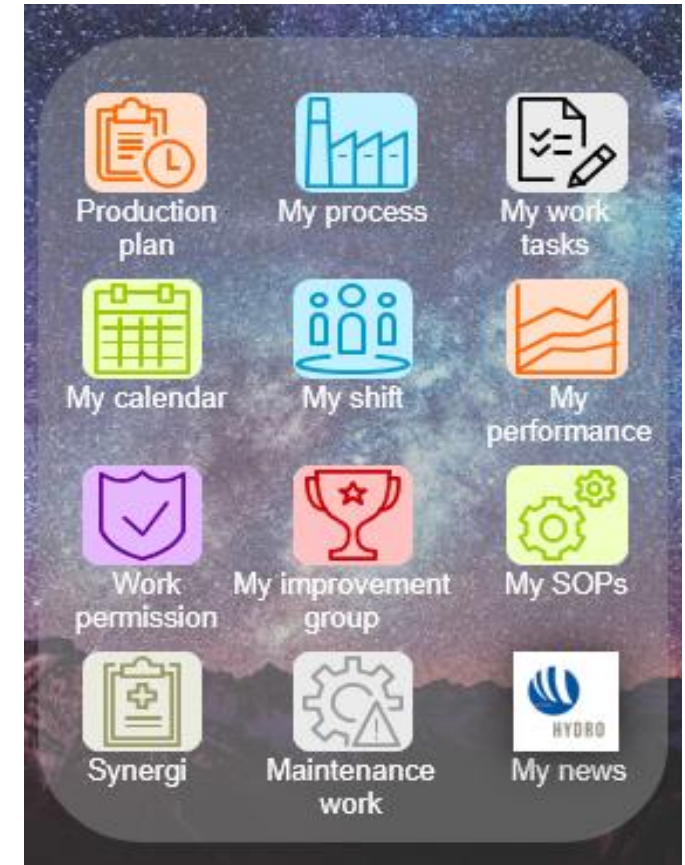 Production
plan
My process
My work
tasks
My calendar
My shift
My
performance
Work
permission
My improvement
group
My SOPs
Synergi
Maintenance
work
HYDRO
My news